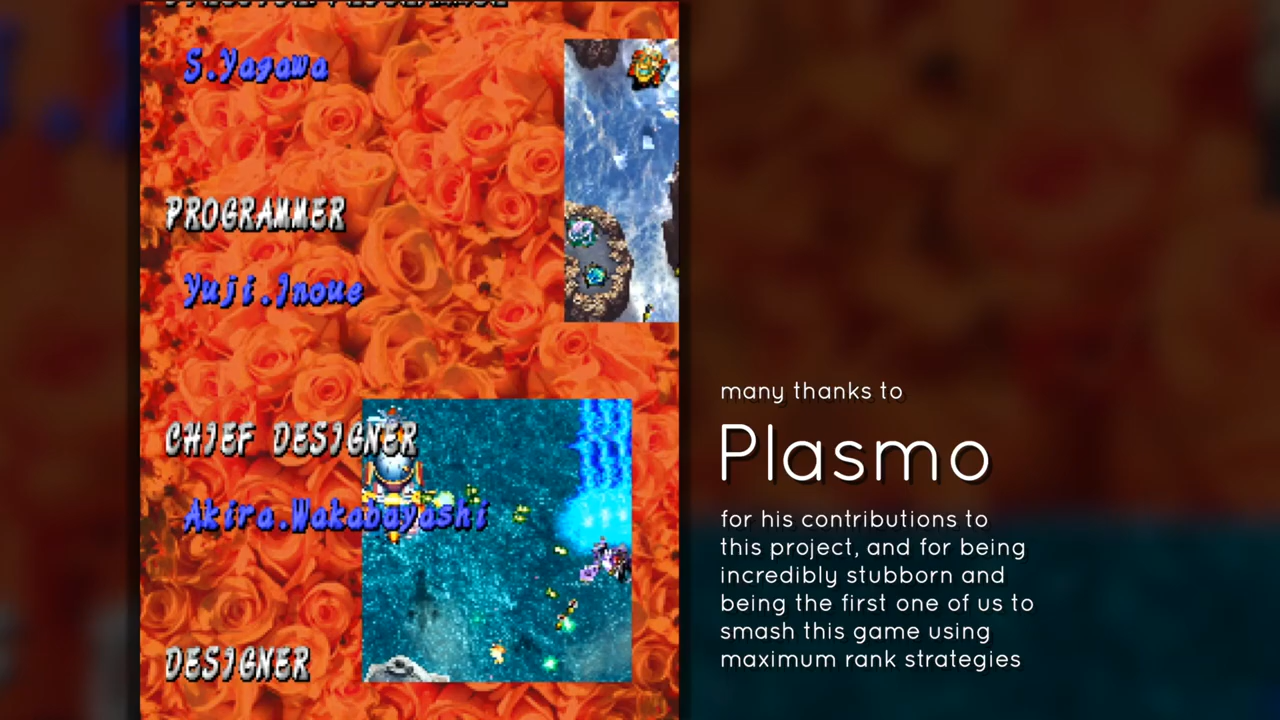 DIRECTOR PROGRAMMER
S.Yagawa
PROGRAMMER
Yuji.Inoue
CHIEF DESIGNER
Akira.Wakabayashi
DESIGNER
many thanks to
Plasmo
for his contributions to
this project, and for being
incredibly stubborn and
being the first one of us to
smash this game using
maximum rank strategies